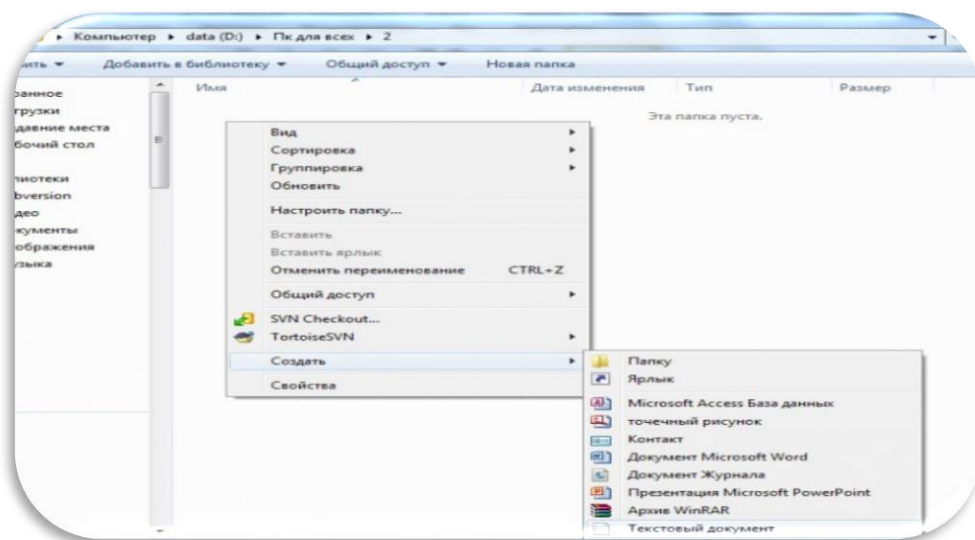 Компьютер ▸ data (D:) ▸ Пк для всех ▸ 2
Добавить в библиотеку Общий доступ Новая папка
Имя Дата изменения Тип Размер
Эта папка пуста.
бочий стол
bversion
Вид
Сортировка
Группировка
Обновить
Настроить папку...
Вставить
Вставить ярлык
Отменить переименование CTRL+Z
Общий доступ
SVN Checkout...
TortoiseSVN
Создать
Свойства
Папку
Ярлык
Microsoft Access База данных
точечный рисунок
Контакт
Документ Microsoft Word
Документ Журнала
Презентация Microsoft PowerPoint
Архив WinRAR
Текстовый документ